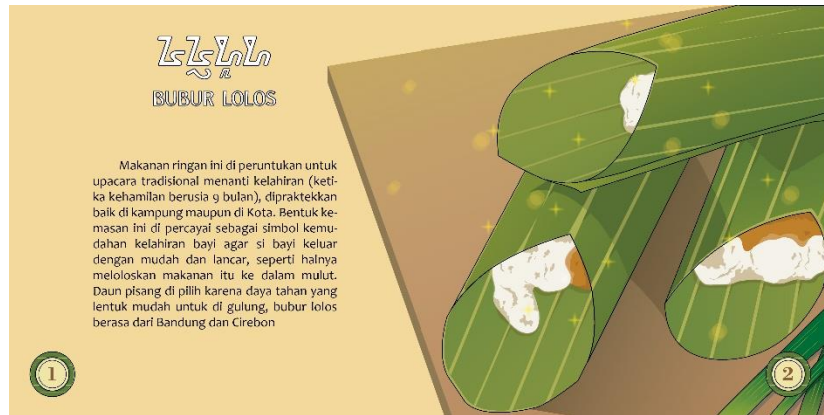 BUBUR LOLOS
Makanan ringan ini di peruntukan untuk
upacara tradisional menanti kelahiran (keti-
ka kehamilan berusia 9 bulan), dipraktekkan
baik di kampung maupun di Kota. Bentuk ke-
masan ini di percayai sebagai simbol kemu-
dahan kelahiran bayi agar si bayi keluar
dengan mudah dan lancar, seperti halnya
meloloskan makanan itu ke dalam mulut.
Daun pisang di pilih karena daya tahan yang
lentuk mudah untuk di gulung, bubur lolos
berasa dari Bandung dan Cirebon
1
2